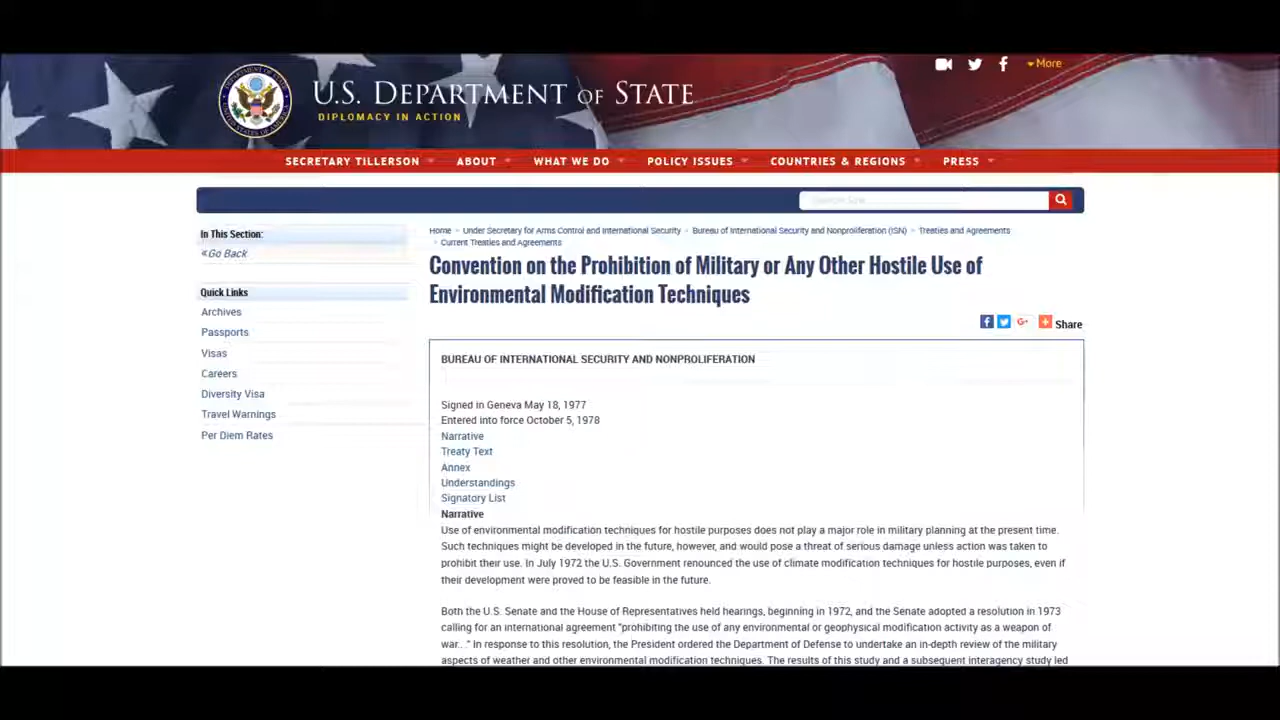 More
U.S. DEPARTMENT OF STATE
DIPLOMACY IN ACTION
SECRETARY TILLERSON ABOUT WHAT WE DO POLICY ISSUES COUNTRIES & REGIONS PRESS
In This Section:
«Go Back
Quick Links
Archives
Passports
Visas
Careers
Diversity Visa
Travel Warnings
Per Diem Rates
Home Under Secretary for Arms Control and International Security Bureau of International Security and Nonproliferation (ISN) Treaties and Agreements
Current Treaties and Agreements
Convention on the Prohibition of Military or Any Other Hostile Use of
Environmental Modification Techniques
Share
BUREAU OF INTERNATIONAL SECURITY AND NONPROLIFERATION
Signed in Geneva May 18, 1977
Entered into force October 5, 1978
Narrative
Treaty Text
Annex
Understandings
Signatory List
Narrative
Use of environmental modification techniques for hostile purposes does not play a major role in military planning at the present time.
Such techniques might be developed in the future, however, and would pose a threat of serious damage unless action was taken to
prohibit their use. In July 1972 the U.S. Government renounced the use of climate modification techniques for hostile purposes, even if
their development were proved to be feasible in the future.
Both the U.S. Senate and the House of Representatives held hearings, beginning in 1972, and the Senate adopted a resolution in 1973
calling for an international agreement "prohibiting the use of any environmental or geophysical modification activity as a weapon of
war..." In response to this resolution, the President ordered the Department of Defense to undertake an in-depth review of the military
aspects of weather and other environmental modification techniques. The results of this study and a subsequent interagency study led